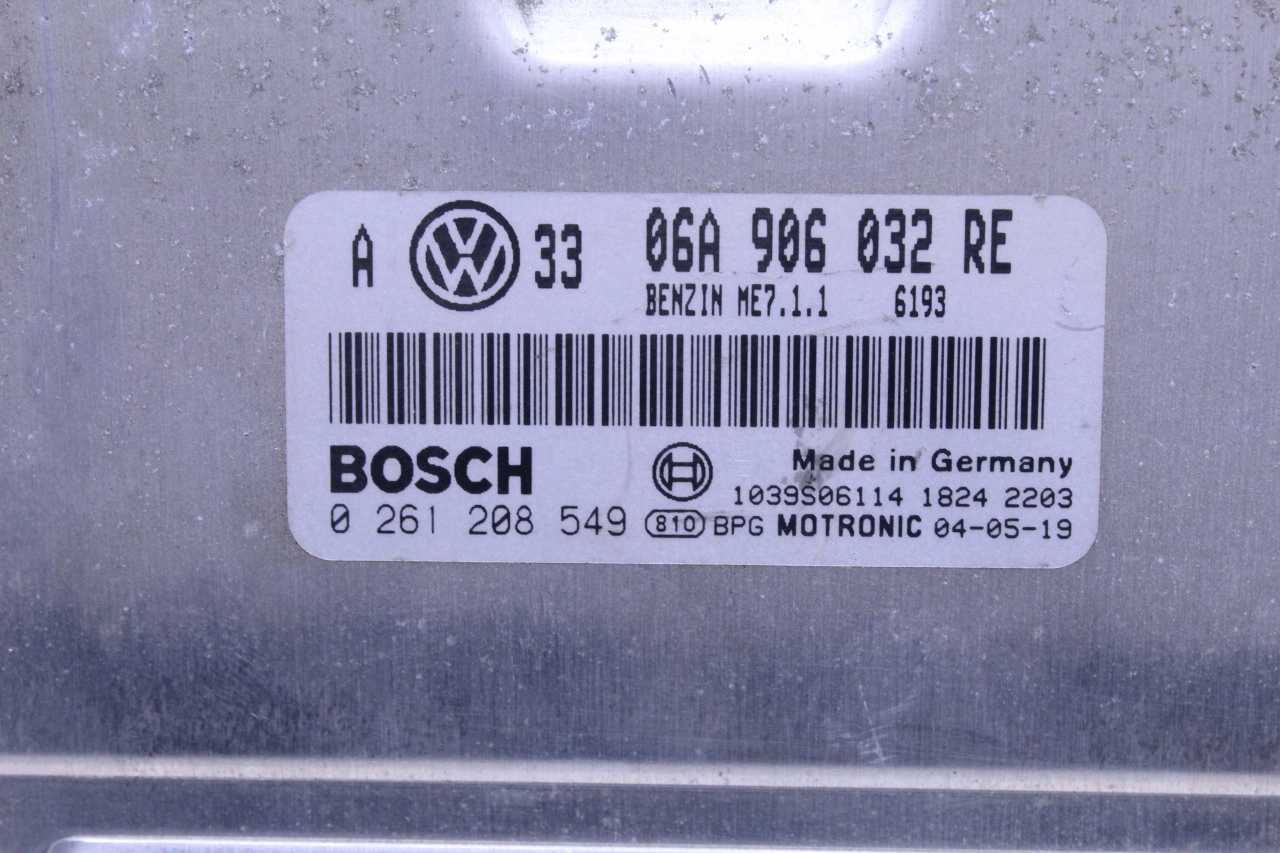 A VW 33 06A 906 032 RE
BENZIN ME7.1.1 6193
BOSCH
Made in Germany
1039S06114 1824 2203
0 261 208 549 810 BPG MOTRONIC 04-05-19